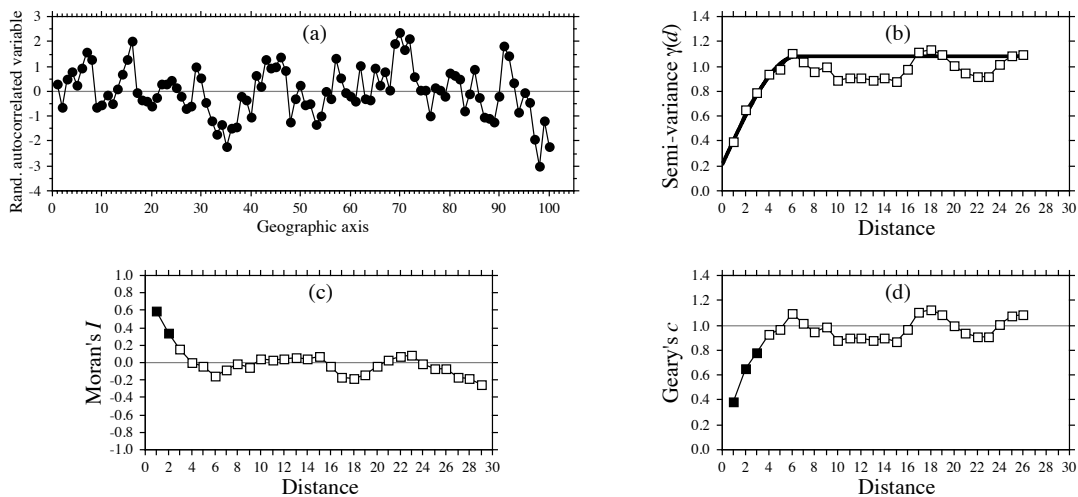 (a)
Rand. autocorrelated variable
3
2
1
0
-1
-2
-3
-4
0 10 20 30 40 50 60 70 80 90 100
Geographic axis
(b)
Semi-variance γ(d)
1.4
1.2
1.0
0.8
0.6
0.4
0.2
0.0
0 2 4 6 8 10 12 14 16 18 20 22 24 26 28 30
Distance
(c)
Moran's I
1.0
0.8
0.6
0.4
0.2
0.0
-0.2
-0.4
-0.6
-0.8
-1.0
0 2 4 6 8 10 12 14 16 18 20 22 24 26 28 30
Distance
(d)
Geary's c
1.4
1.2
1.0
0.8
0.6
0.4
0.2
0.0
0 2 4 6 8 10 12 14 16 18 20 22 24 26 28 30
Distance